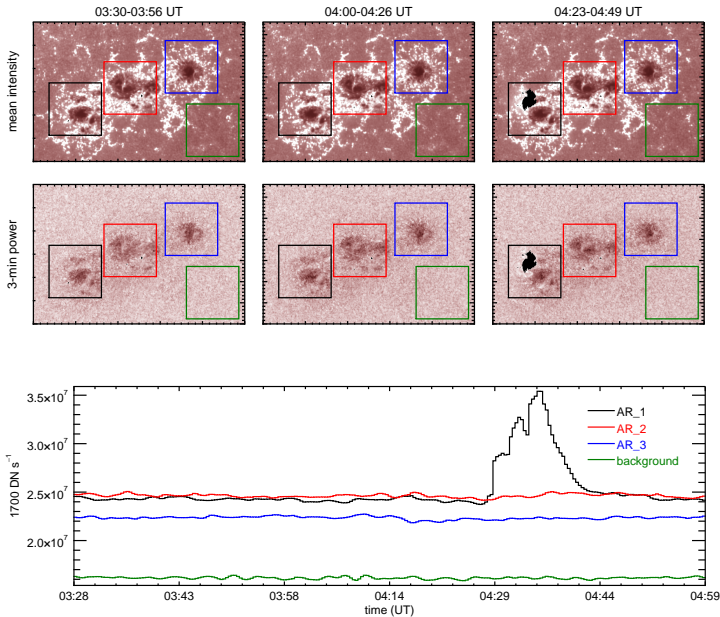 03:30-03:56 UT 04:00-04:26 UT 04:23-04:49 UT
mean intensity
3-min power
3.5×10⁷
3.0×10⁷
2.5×10⁷
2.0×10⁷
1700 DN s⁻¹
AR_1
AR_2
AR_3
background
03:28 03:43 03:58 04:14 04:29 04:44 04:59
time (UT)